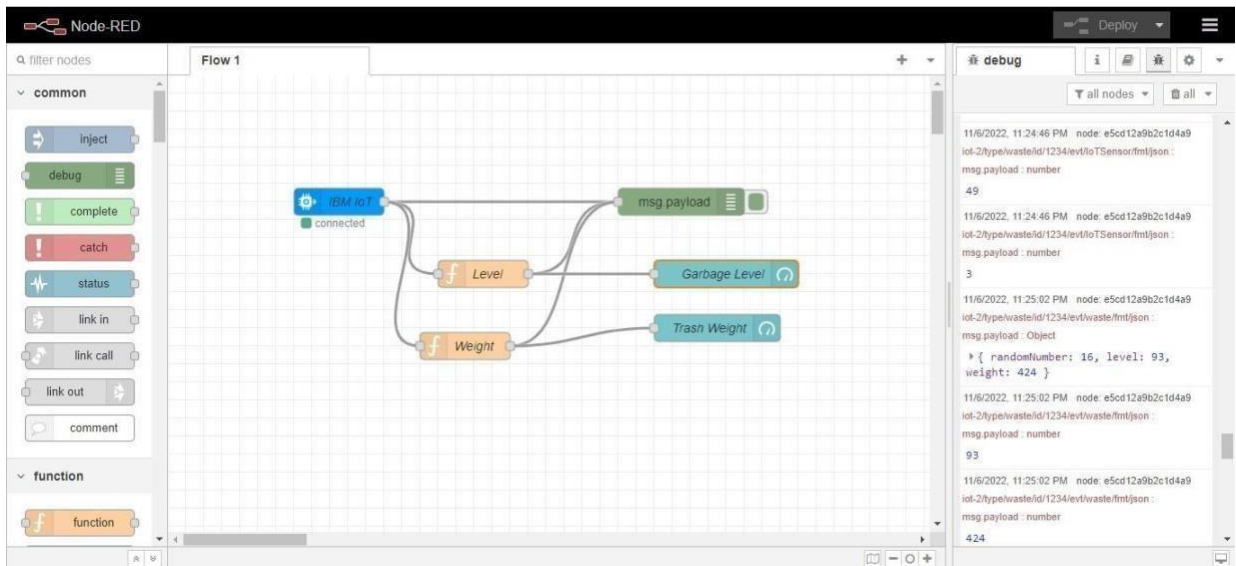 Node-RED
Deploy
filter nodes
Flow 1
debug
i
common
all nodes
all
inject
debug
complete
catch
status
link in
link call
link out
comment
function
function
IBM IoT
connected
msg.payload
Level
Garbage Level
Weight
Trash Weight
11/6/2022, 11:24:46 PM node: e5cd12a9b2c1d4a9
iot-2/type/waste/id/1234/evt/IoTSensor/fmt/json :
msg.payload : number
49
11/6/2022, 11:24:46 PM node: e5cd12a9b2c1d4a9
iot-2/type/waste/id/1234/evt/IoTSensor/fmt/json :
msg.payload : number
3
11/6/2022, 11:25:02 PM node: e5cd12a9b2c1d4a9
iot-2/type/waste/id/1234/evt/waste/fmt/json :
msg.payload : Object
{ randomNumber: 16, level: 93,
weight: 424 }
11/6/2022, 11:25:02 PM node: e5cd12a9b2c1d4a9
iot-2/type/waste/id/1234/evt/waste/fmt/json :
msg.payload : number
93
11/6/2022, 11:25:02 PM node: e5cd12a9b2c1d4a9
iot-2/type/waste/id/1234/evt/waste/fmt/json :
msg.payload : number
424